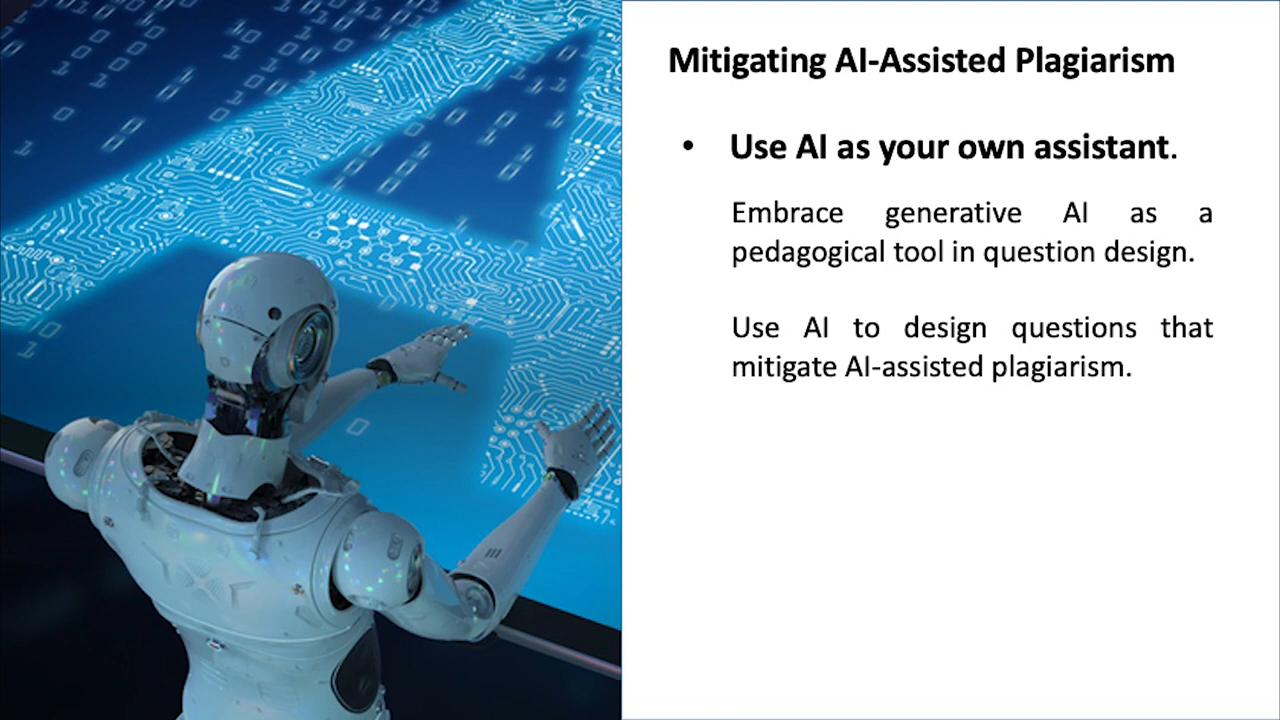 Mitigating AI-Assisted Plagiarism
• Use AI as your own assistant.
Embrace generative AI as a
pedagogical tool in question design.
Use AI to design questions that
mitigate AI-assisted plagiarism.